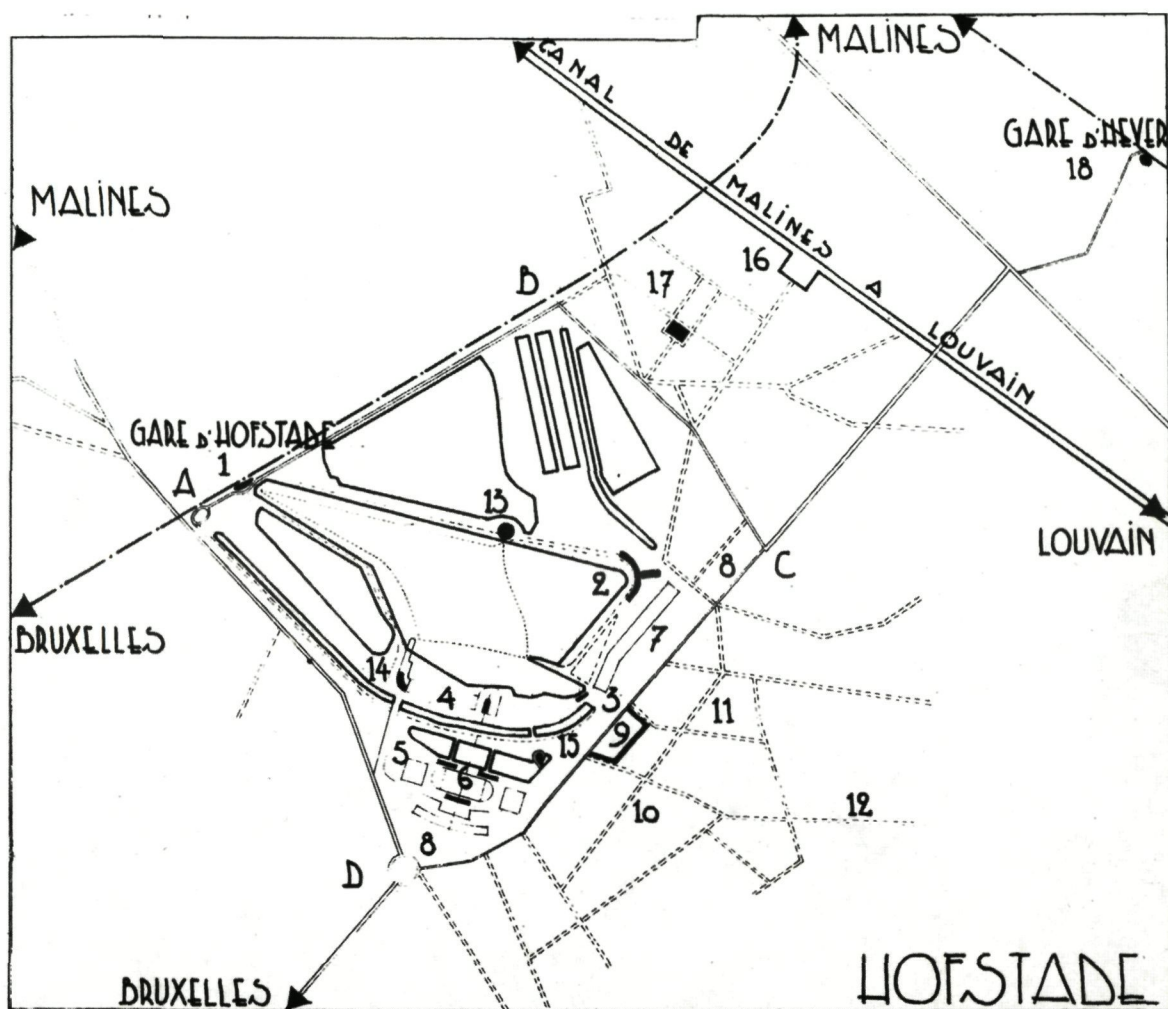 MALINES
CANAL
DE
MALINES
A
LOUVAIN
GARE D'HEVER
18
MALINES
16
B
17
GARE D'HOFSTADE
1
A
13
LOUVAIN
C
2
8
BRUXELLES
7
14
4
3
11
5
15
9
6
10
12
8
D
BRUXELLES
HOFSTADE